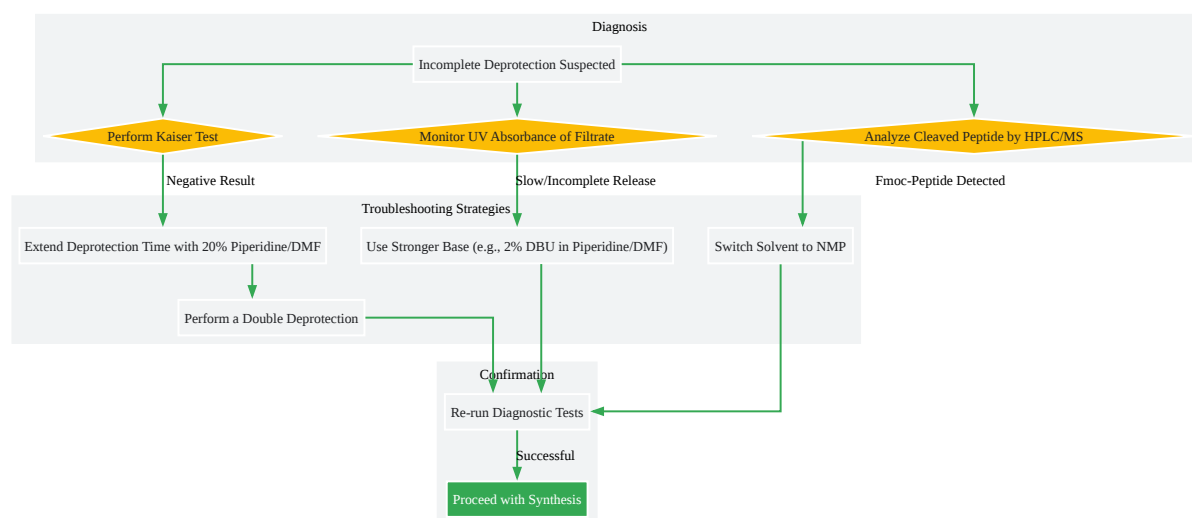 Diagnosis
Incomplete Deprotection Suspected
Perform Kaiser Test
Monitor UV Absorbance of Filtrate
Analyze Cleaved Peptide by HPLC/MS
Negative Result
Slow/Incomplete Release
Fmoc-Peptide Detected
Troubleshooting Strategies
Extend Deprotection Time with 20% Piperidine/DMF
Use Stronger Base (e.g., 2% DBU in Piperidine/DMF)
Switch Solvent to NMP
Perform a Double Deprotection
Confirmation
Re-run Diagnostic Tests
Successful
Proceed with Synthesis